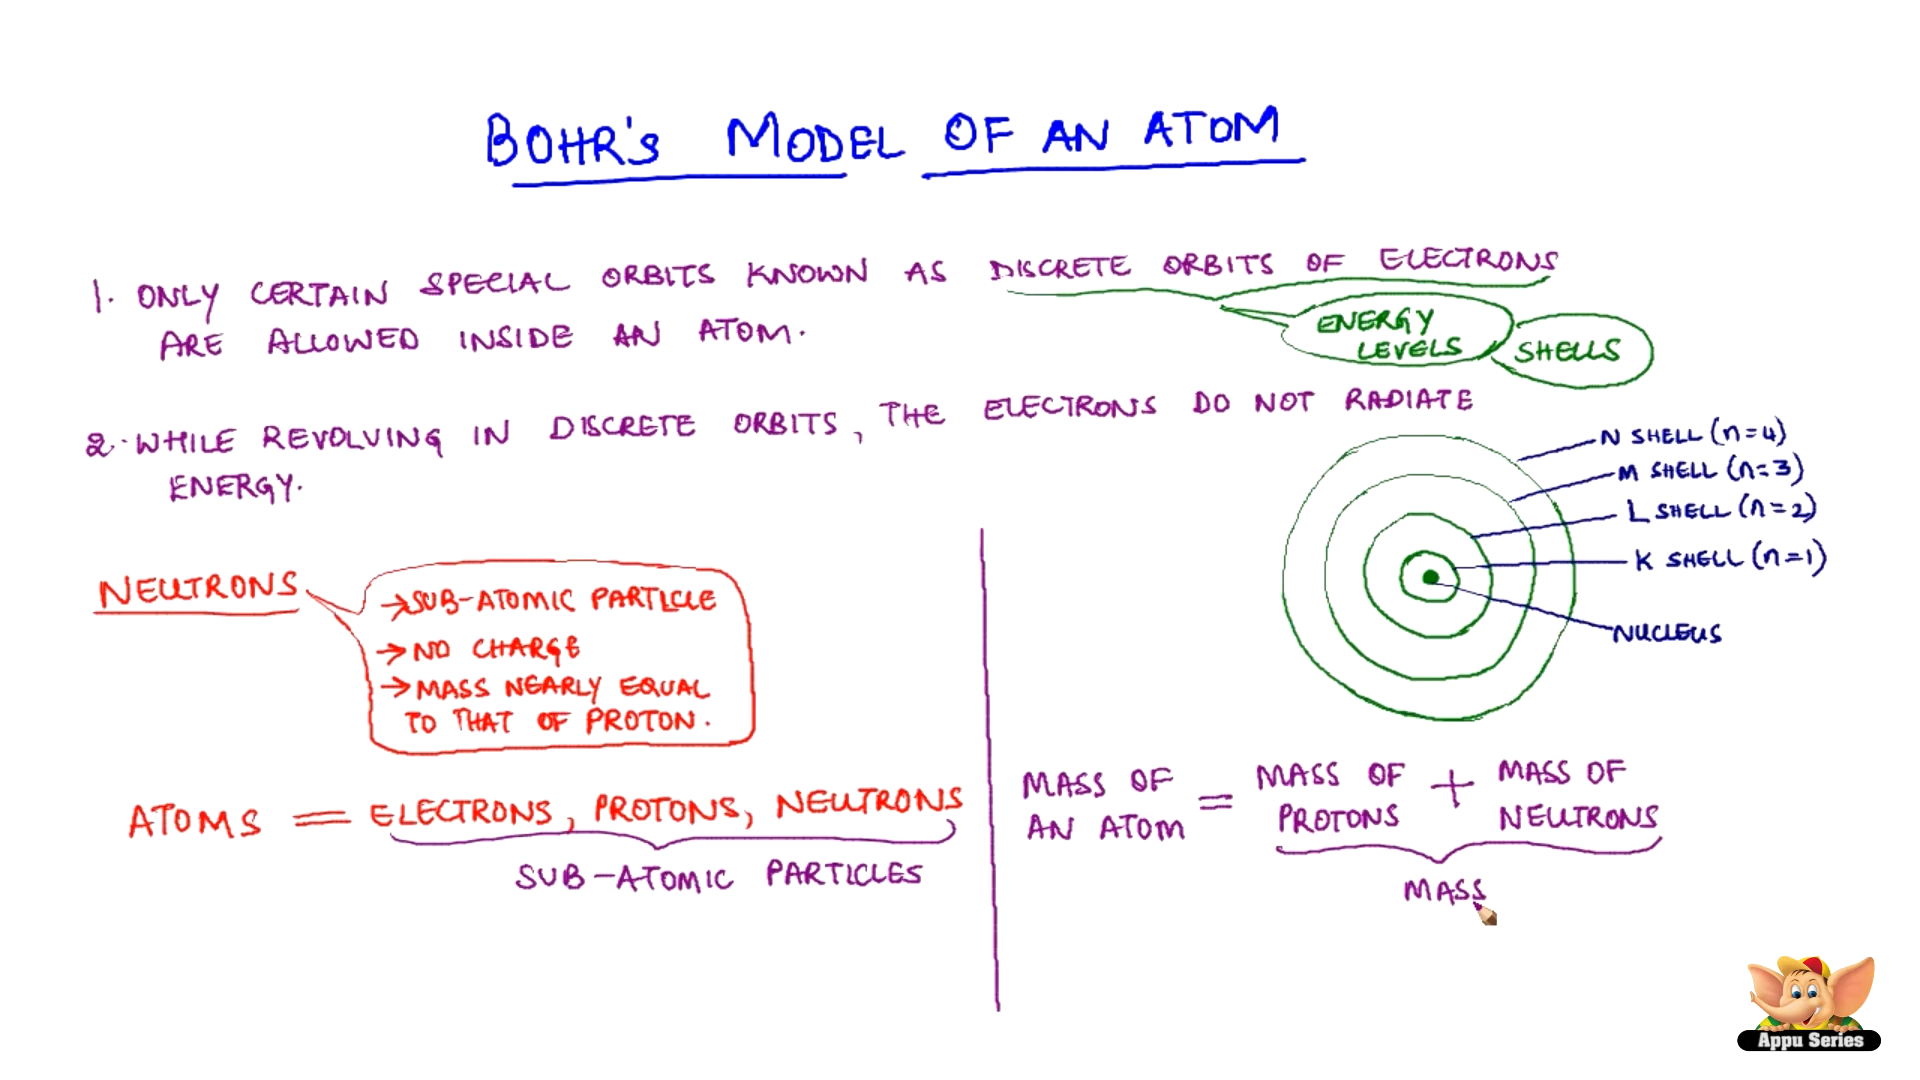 BOHR'S MODEL OF AN ATOM
1. ONLY CERTAIN SPECIAL ORBITS KNOWN AS DISCRETE ORBITS OF ELECTRONS
ARE ALLOWED INSIDE AN ATOM.
ENERGY
LEVELS
SHELLS
2. WHILE REVOLVING IN DISCRETE ORBITS, THE ELECTRONS DO NOT RADIATE
ENERGY.
N SHELL (n=4)
M SHELL (n=3)
L SHELL (n=2)
K SHELL (n=1)
NUCLEUS
NEUTRONS
→SUB-ATOMIC PARTICLE
→NO CHARGE
→MASS NEARLY EQUAL
TO THAT OF PROTON.
ATOMS = ELECTRONS, PROTONS, NEUTRONS
SUB-ATOMIC PARTICLES
MASS OF
AN ATOM
=
MASS OF
PROTONS
+
MASS OF
NEUTRONS
MASS
Appu Series